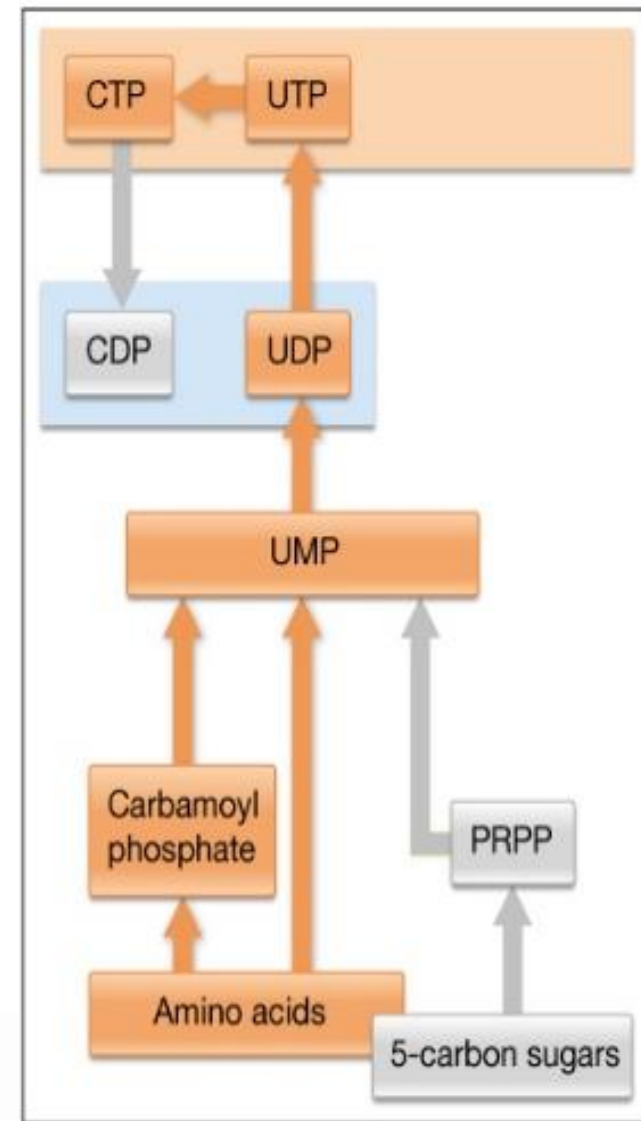 CTP
UTP
CDP
UDP
UMP
Carbamoyl
phosphate
PRPP
Amino acids
5-carbon sugars